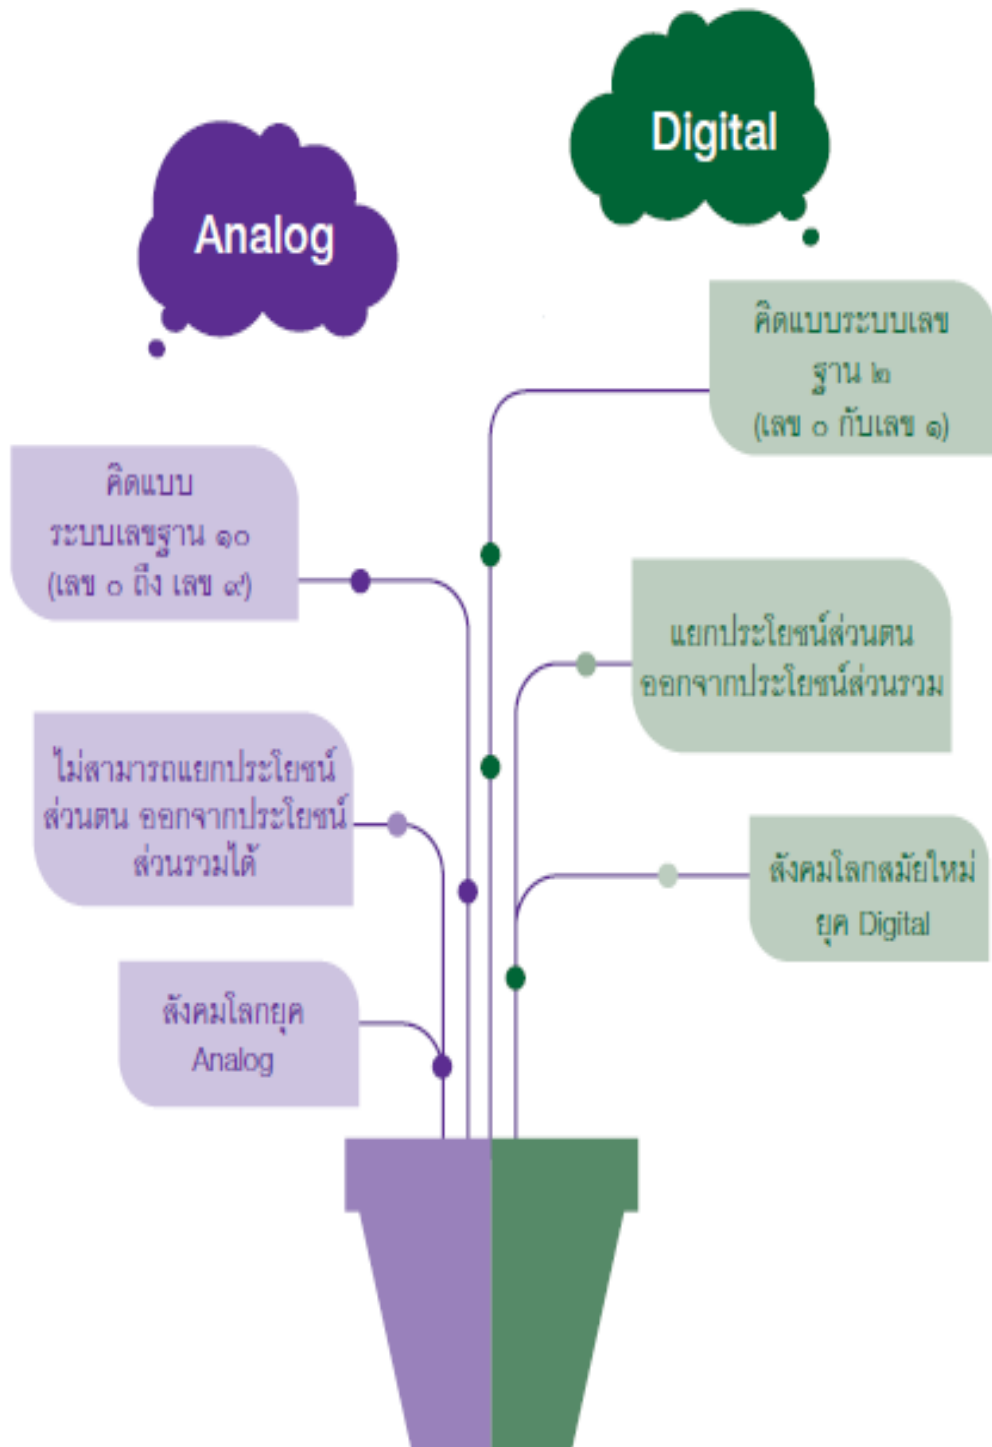 Digital
Analog
คิดแบบระบบเลข
ฐาน ๒
(เลข ๐ กับเลข ๑)
คิดแบบ
ระบบเลขฐาน ๑๐
(เลข ๐ ถึง เลข ๙)
แยกประโยชน์ส่วนตน
ออกจากประโยชน์ส่วนรวม
ไม่สามารถแยกประโยชน์
ส่วนตน ออกจากประโยชน์
ส่วนรวมได้
สังคมโลกสมัยใหม่
ยุค Digital
สังคมโลกยุค
Analog